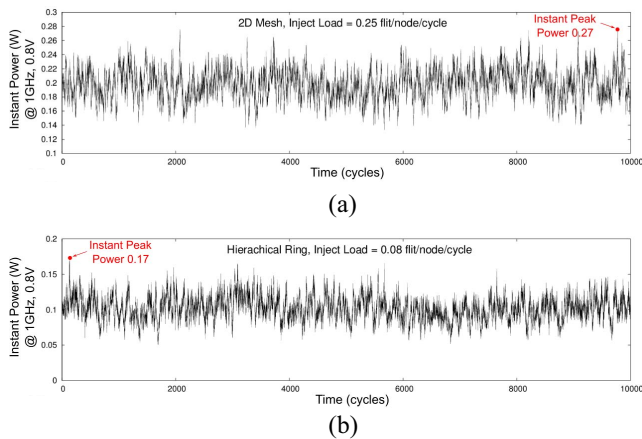 2D Mesh, Inject Load = 0.25 flit/node/cycle
Instant Peak
Power 0.27
Instant Power (W)
@ 1GHz, 0.8V
0.3
0.28
0.26
0.24
0.22
0.2
0.18
0.16
0.14
0.12
0.1
0
2000
4000
6000
8000
10000
Time (cycles)
(a)
Instant Peak
Power 0.17
Hierachical Ring, Inject Load = 0.08 flit/node/cycle
Instant Power (W)
@ 1GHz, 0.8V
0.2
0.15
0.1
0.05
0
0
2000
4000
6000
8000
10000
Time (cycles)
(b)